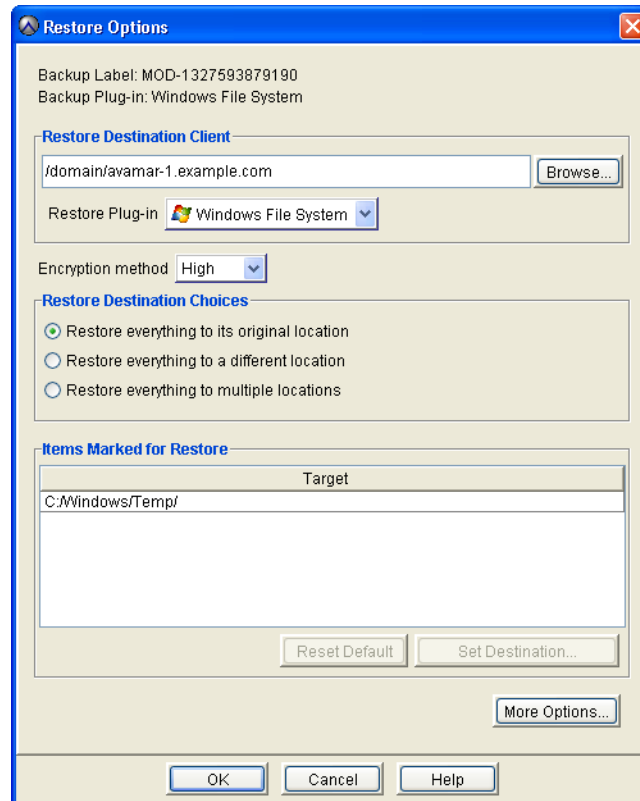 Restore Options
Backup Label: MOD-1327593879190
Backup Plug-in: Windows File System
Restore Destination Client
/domain/avamar-1.example.com
Browse...
Restore Plug-in Windows File System
Encryption method High
Restore Destination Choices
Restore everything to its original location
Restore everything to a different location
Restore everything to multiple locations
Items Marked for Restore
Target
C:/Windows/Temp/
Reset Default Set Destination...
More Options...
OK Cancel Help